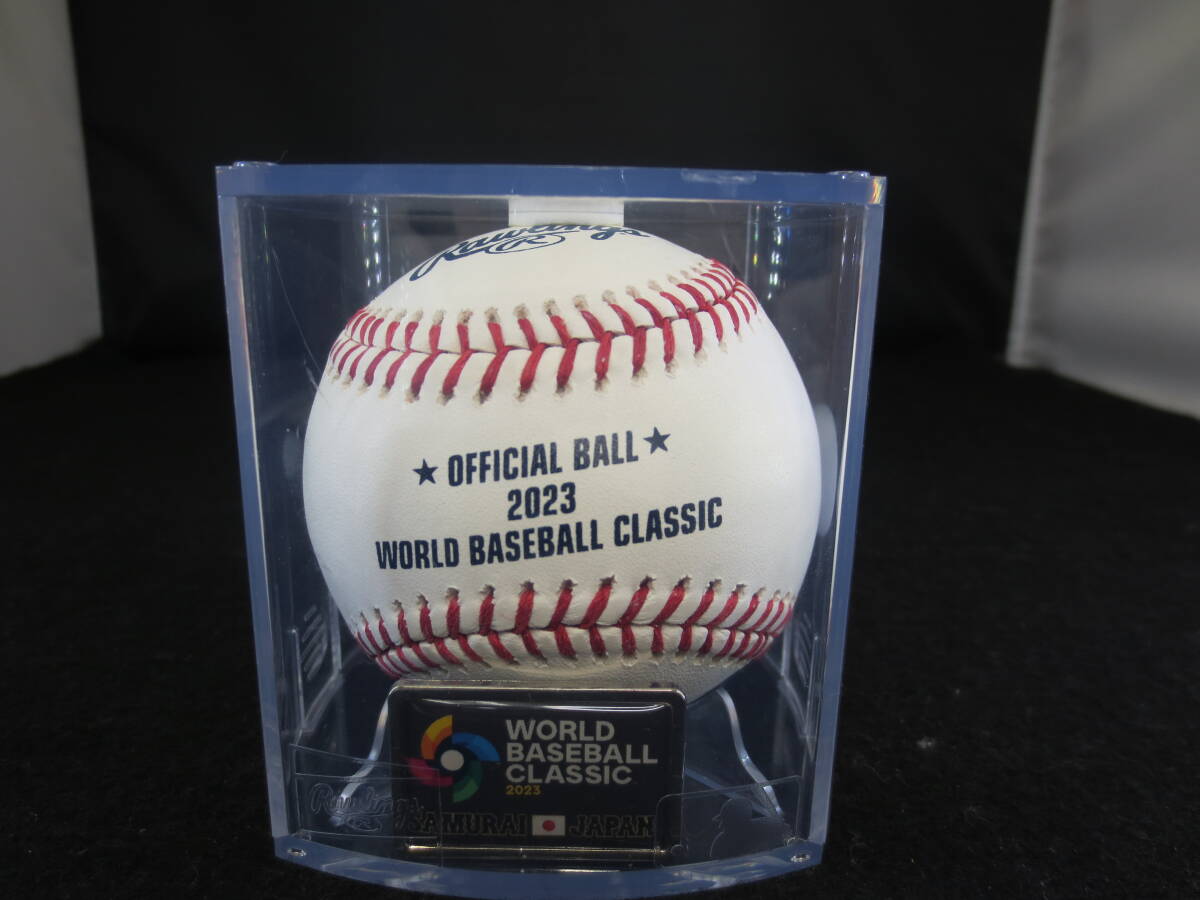 Rawlings
R
★ OFFICIAL BALL ★
2023
WORLD BASEBALL CLASSIC
WORLD
BASEBALL
CLASSIC
2023
Rawlings
SAMURAI JAPAN